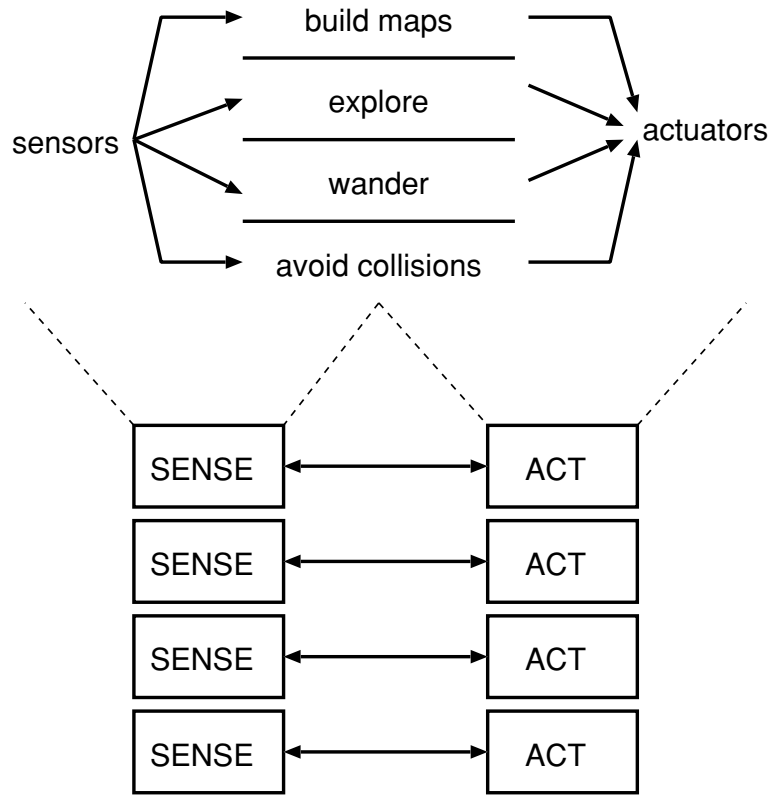 build maps
explore
sensors
actuators
wander
avoid collisions
SENSE ACT
SENSE ACT
SENSE ACT
SENSE ACT